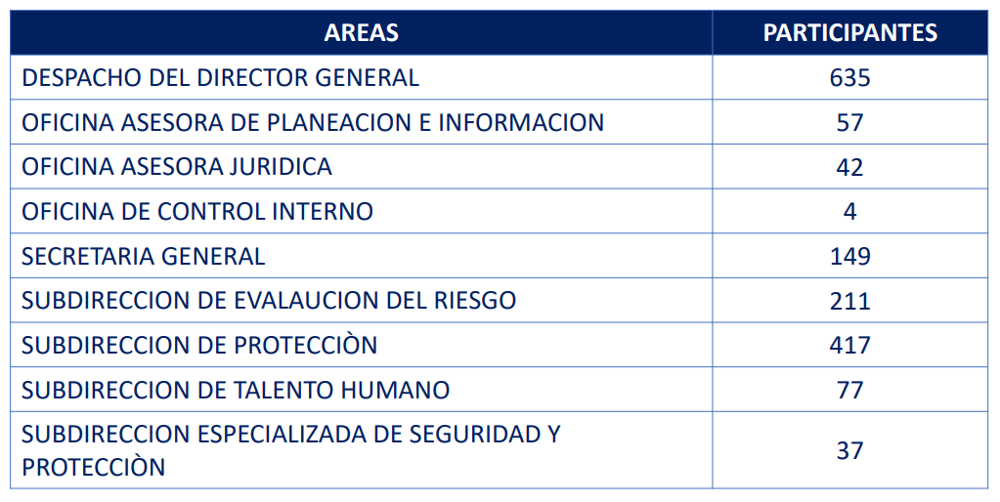 AREAS PARTICIPANTES
DESPACHO DEL DIRECTOR GENERAL 635
OFICINA ASESORA DE PLANEACION E INFORMACION 57
OFICINA ASESORA JURIDICA 42
OFICINA DE CONTROL INTERNO 4
SECRETARIA GENERAL 149
SUBDIRECCION DE EVALAUCION DEL RIESGO 211
SUBDIRECCION DE PROTECCIÒN 417
SUBDIRECCION DE TALENTO HUMANO 77
SUBDIRECCION ESPECIALIZADA DE SEGURIDAD Y
PROTECCIÒN 37